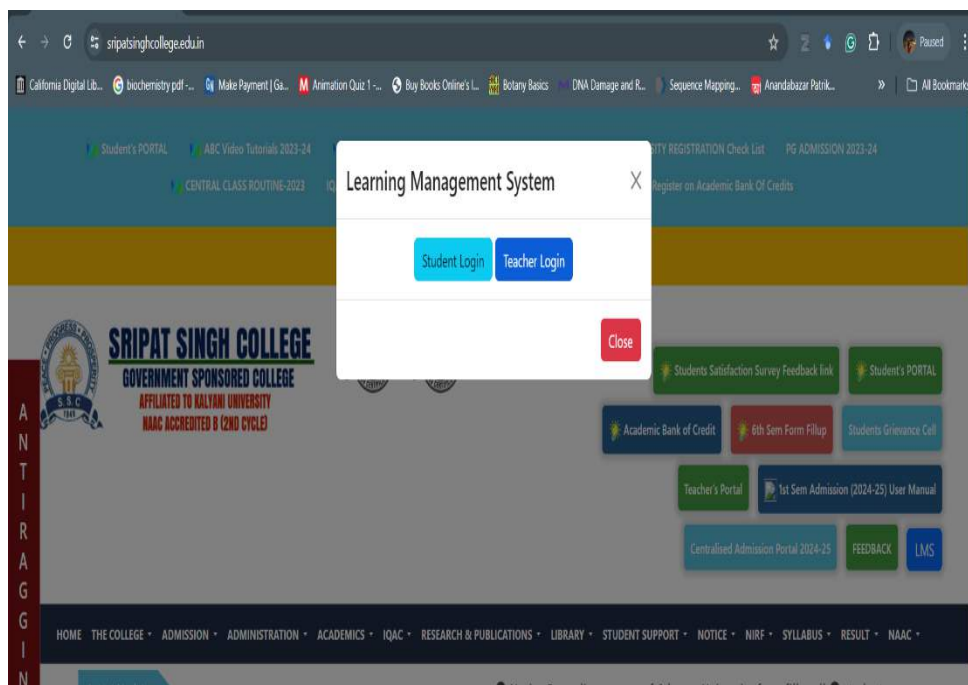 sripatsinghcollege.edu.in
Paused
California Digital Lib...
biochemistry pdf -...
Make Payment | Ga...
Animation Quiz 1 -...
Buy Books Online's I...
Botany Basics
DNA Damage and R...
Sequence Mapping...
Anandabazar Patrik...
»
All Bookmarks
Student's PORTAL
ABC Video Tutorials 2023-24
SITY REGISTRATION Check List
PG ADMISSION 2023-24
CENTRAL CLASS ROUTINE-2023
Register on Academic Bank Of Credits
Learning Management System
X
Student Login
Teacher Login
Close
SRIPAT SINGH COLLEGE
GOVERNMENT SPONSORED COLLEGE
AFFILIATED TO KALYANI UNIVERSITY
NAAC ACCREDITED B (2ND CYCLE)
PROGRESS
PROSPERITY
S S C
1949
Students Satisfaction Survey Feedback link
Student's PORTAL
Academic Bank of Credit
6th Sem Form Fillup
Students Grievance Cell
Teacher's Portal
1st Sem Admission (2024-25) User Manual
Centralised Admission Portal 2024-25
FEEDBACK
LMS
A
N
T
I
R
A
G
G
I
N
HOME
THE COLLEGE
ADMISSION
ADMINISTRATION
ACADEMICS
IQAC
RESEARCH & PUBLICATIONS
LIBRARY
STUDENT SUPPORT
NOTICE
NIRF
SYLLABUS
RESULT
NAAC